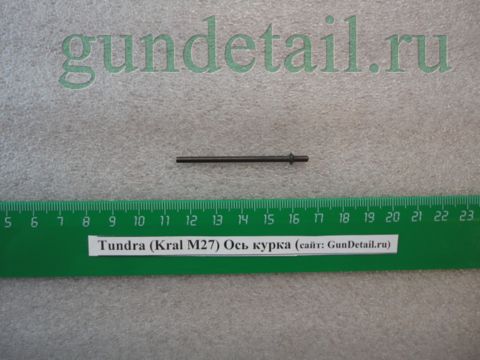 gundetail.ru
5 6 7 8 9 10 11 12 13 14 15 16 17 18 19 20 21 22 23
Tundra (Kral M27) Ось курка (сайт: GunDetail.ru)